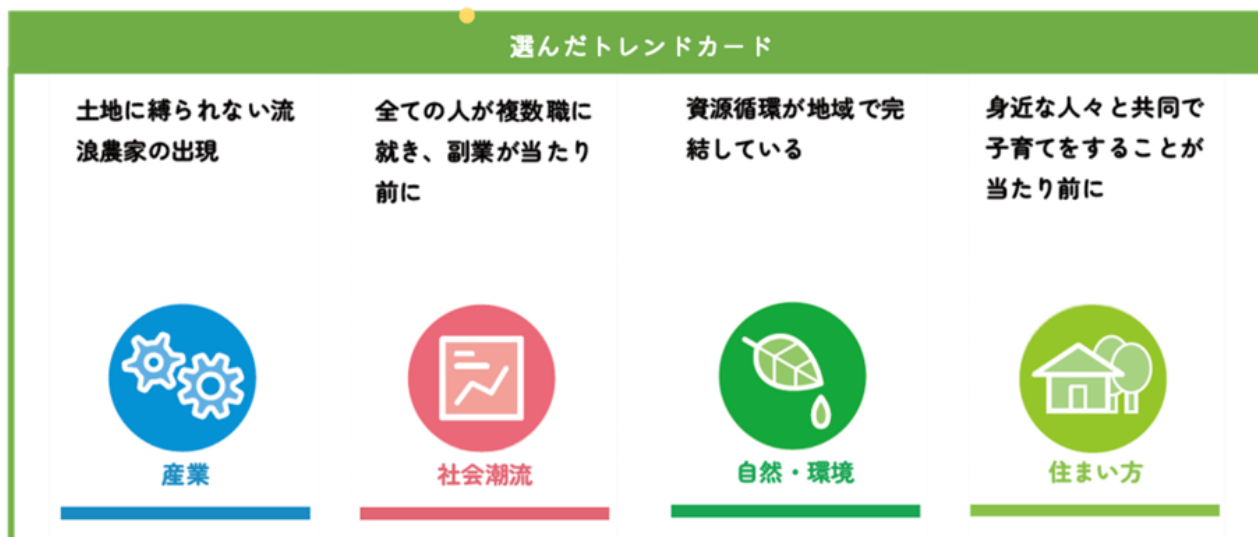 選んだトレンドカード
土地に縛られない流
浪農家の出現
産業
全ての人が複数職に
就き、副業が当たり
前に
社会潮流
資源循環が地域で完
結している
自然・環境
身近な人々と共同で
子育てをすることが
当たり前に
住まい方